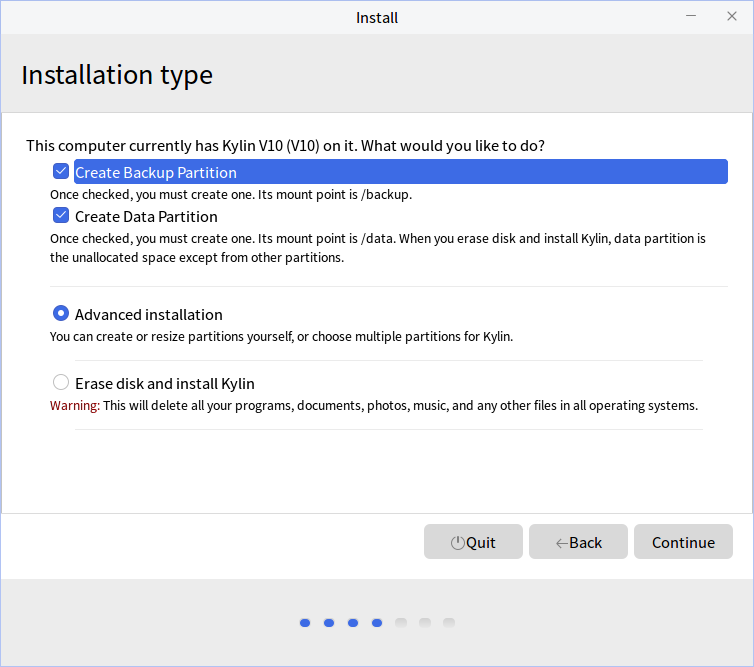 Install
Installation type
This computer currently has Kylin V10 (V10) on it. What would you like to do?
Create Backup Partition
Once checked, you must create one. Its mount point is /backup.
Create Data Partition
Once checked, you must create one. Its mount point is /data. When you erase disk and install Kylin, data partition is
the unallocated space except from other partitions.
Advanced installation
You can create or resize partitions yourself, or choose multiple partitions for Kylin.
Erase disk and install Kylin
Warning: This will delete all your programs, documents, photos, music, and any other files in all operating systems.
Quit
Back
Continue